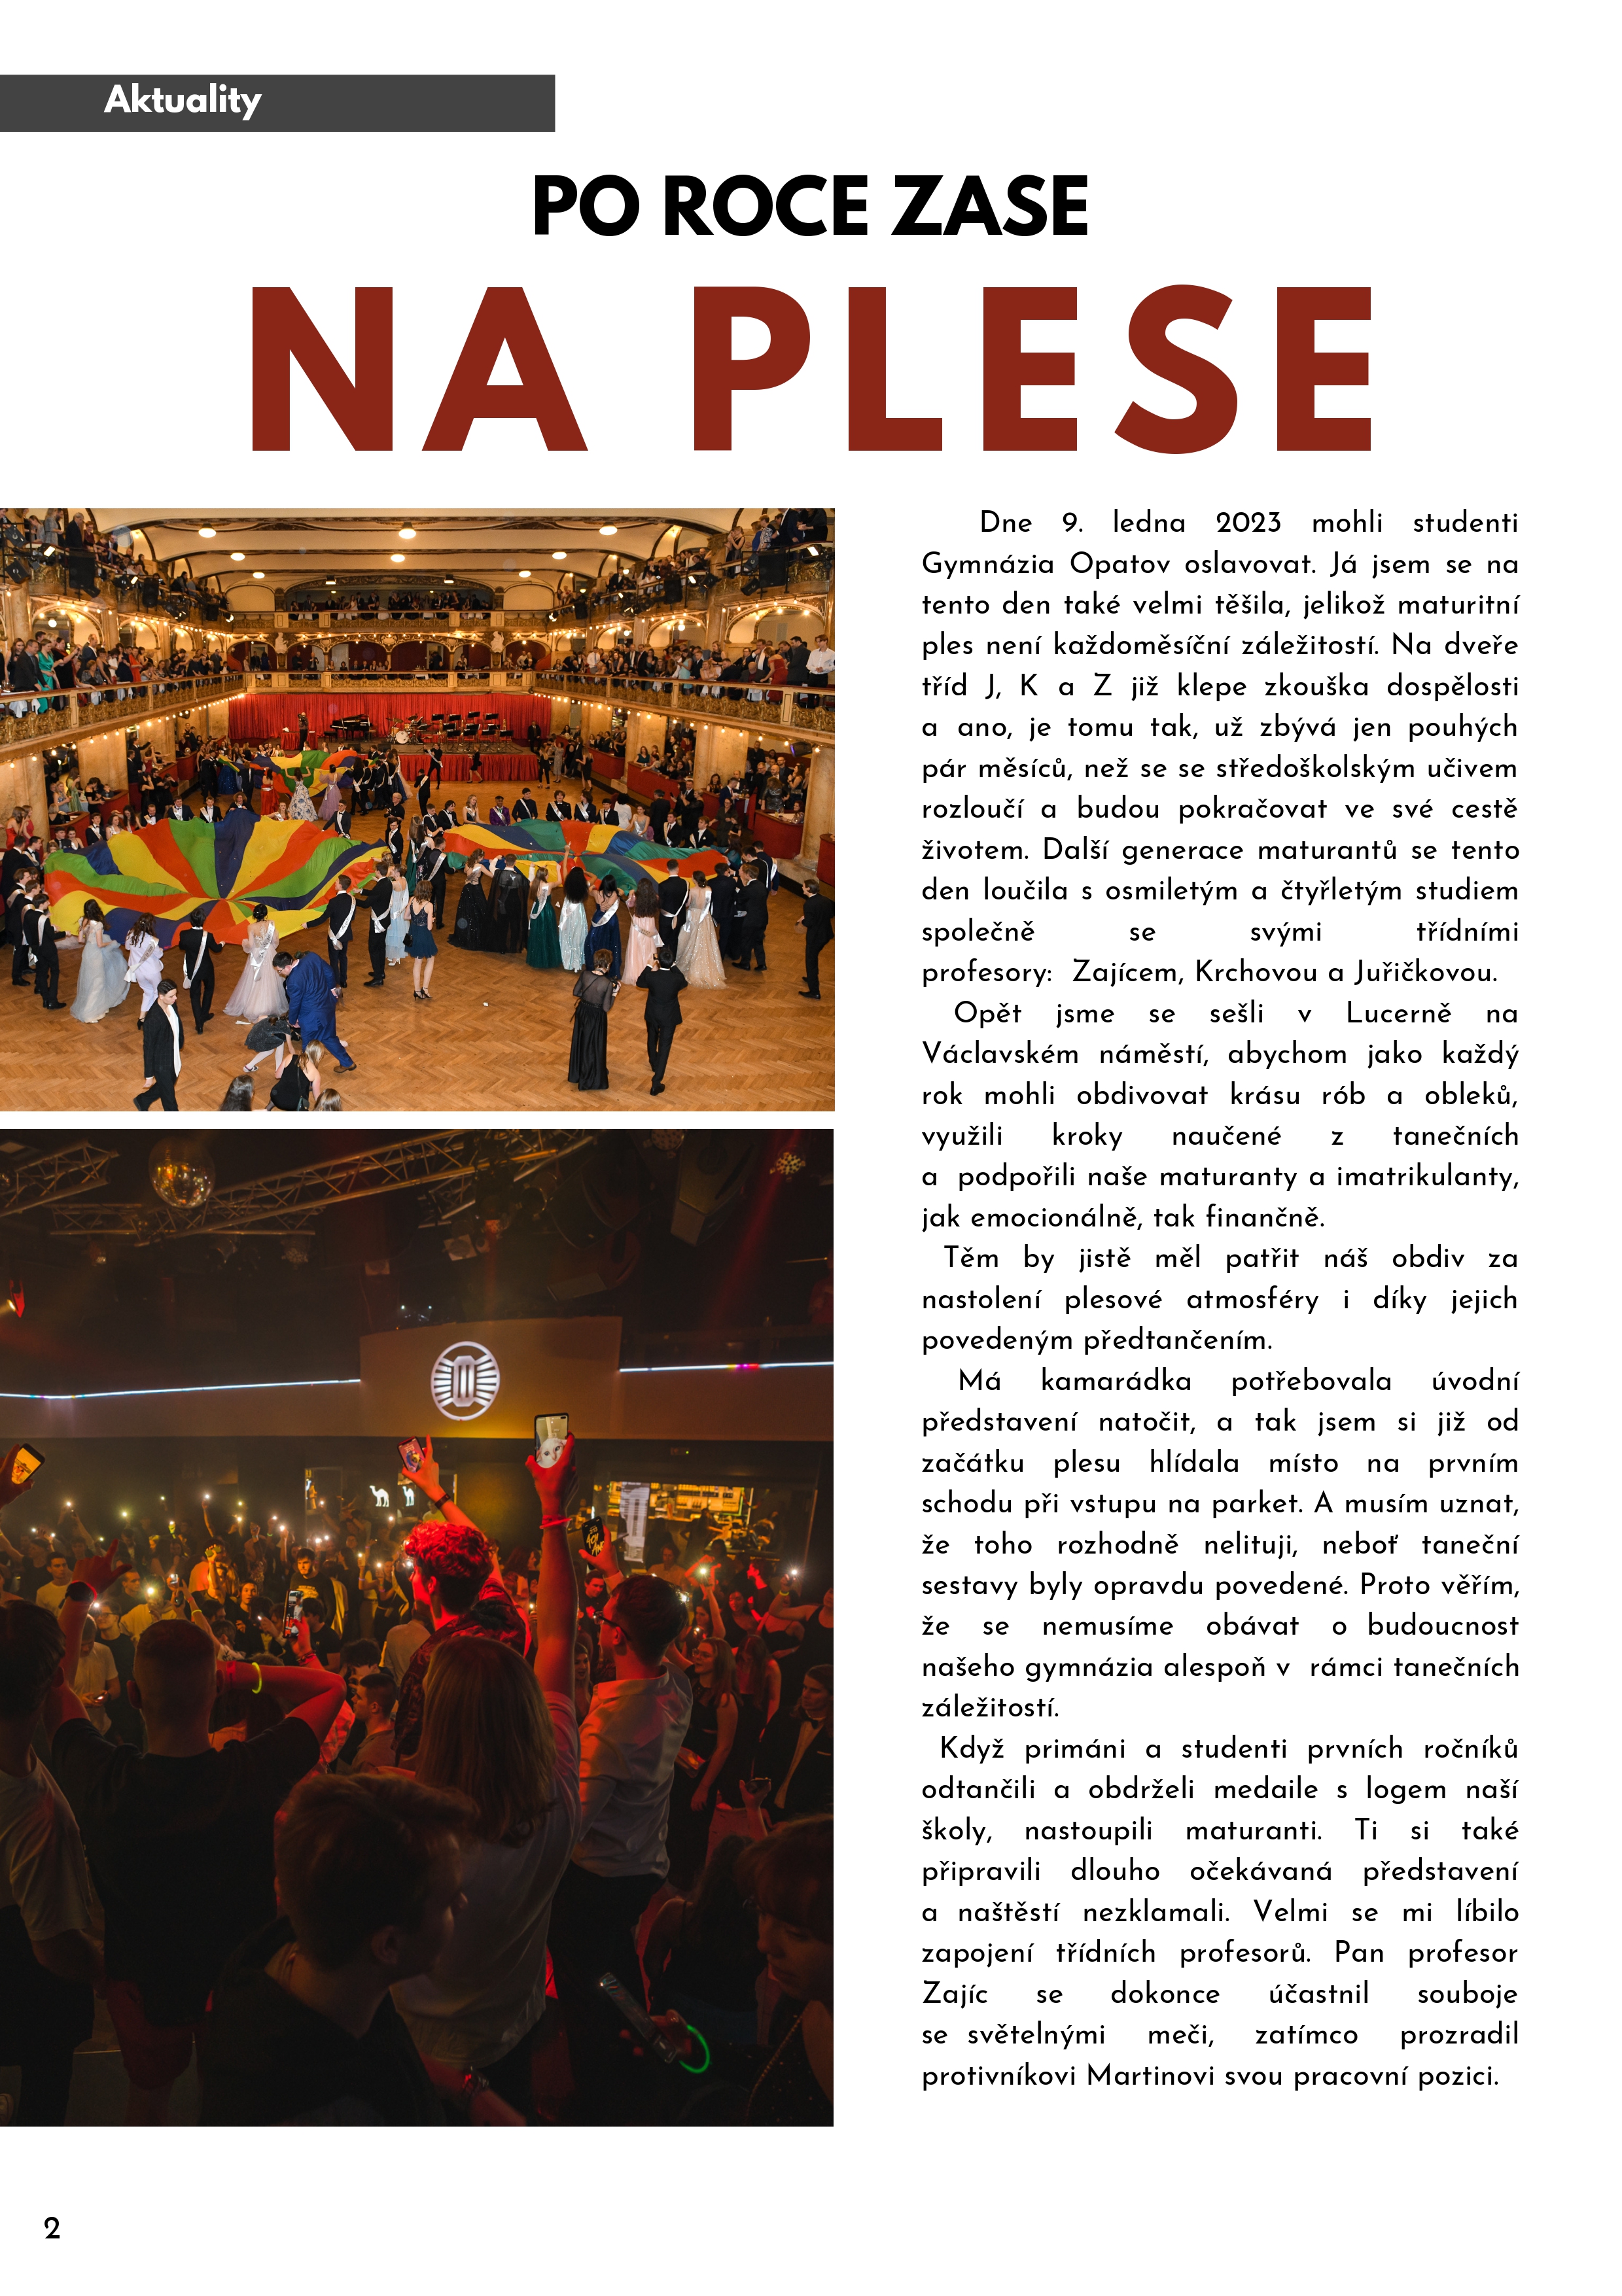 Aktuality
PO ROCE ZASE
NA PLESE
Dne 9. ledna 2023 mohli studenti
Gymnázia Opatov oslavovat. Já jsem se na
tento den také velmi těšila, jelikož maturitní
ples není každoměsíční záležitostí. Na dveře
tříd J, K a Z již klepe zkouška dospělosti
a ano, je tomu tak, už zbývá jen pouhých
pár měsíců, než se se středoškolským učivem
rozloučí a budou pokračovat ve své cestě
životem. Další generace maturantů se tento
den loučila s osmiletým a čtyřletým studiem
společně se svými třídními
profesory: Zajícem, Krchovou a Juřičkovou.
Opět jsme se sešli v Lucerně na
Václavském náměstí, abychom jako každý
rok mohli obdivovat krásu rób a obleků,
využili kroky naučené z tanečních
a podpořili naše maturanty a imatrikulanty,
jak emocionálně, tak finančně.
Těm by jistě měl patřit náš obdiv za
nastolení plesové atmosféry i díky jejich
povedeným předtančením.
Má kamarádka potřebovala úvodní
představení natočit, a tak jsem si již od
začátku plesu hlídala místo na prvním
schodu při vstupu na parket. A musím uznat,
že toho rozhodně nelituji, neboť taneční
sestavy byly opravdu povedené. Proto věřím,
že se nemusíme obávat o budoucnost
našeho gymnázia alespoň v rámci tanečních
záležitostí.
Když primáni a studenti prvních ročníků
odtančili a obdrželi medaile s logem naší
školy, nastoupili maturanti. Ti si také
připravili dlouho očekávaná představení
a naštěstí nezklamali. Velmi se mi líbilo
zapojení třídních profesorů. Pan profesor
Zajíc se dokonce účastnil souboje
se světelnými meči, zatímco prozradil
protivníkovi Martinovi svou pracovní pozici.
2